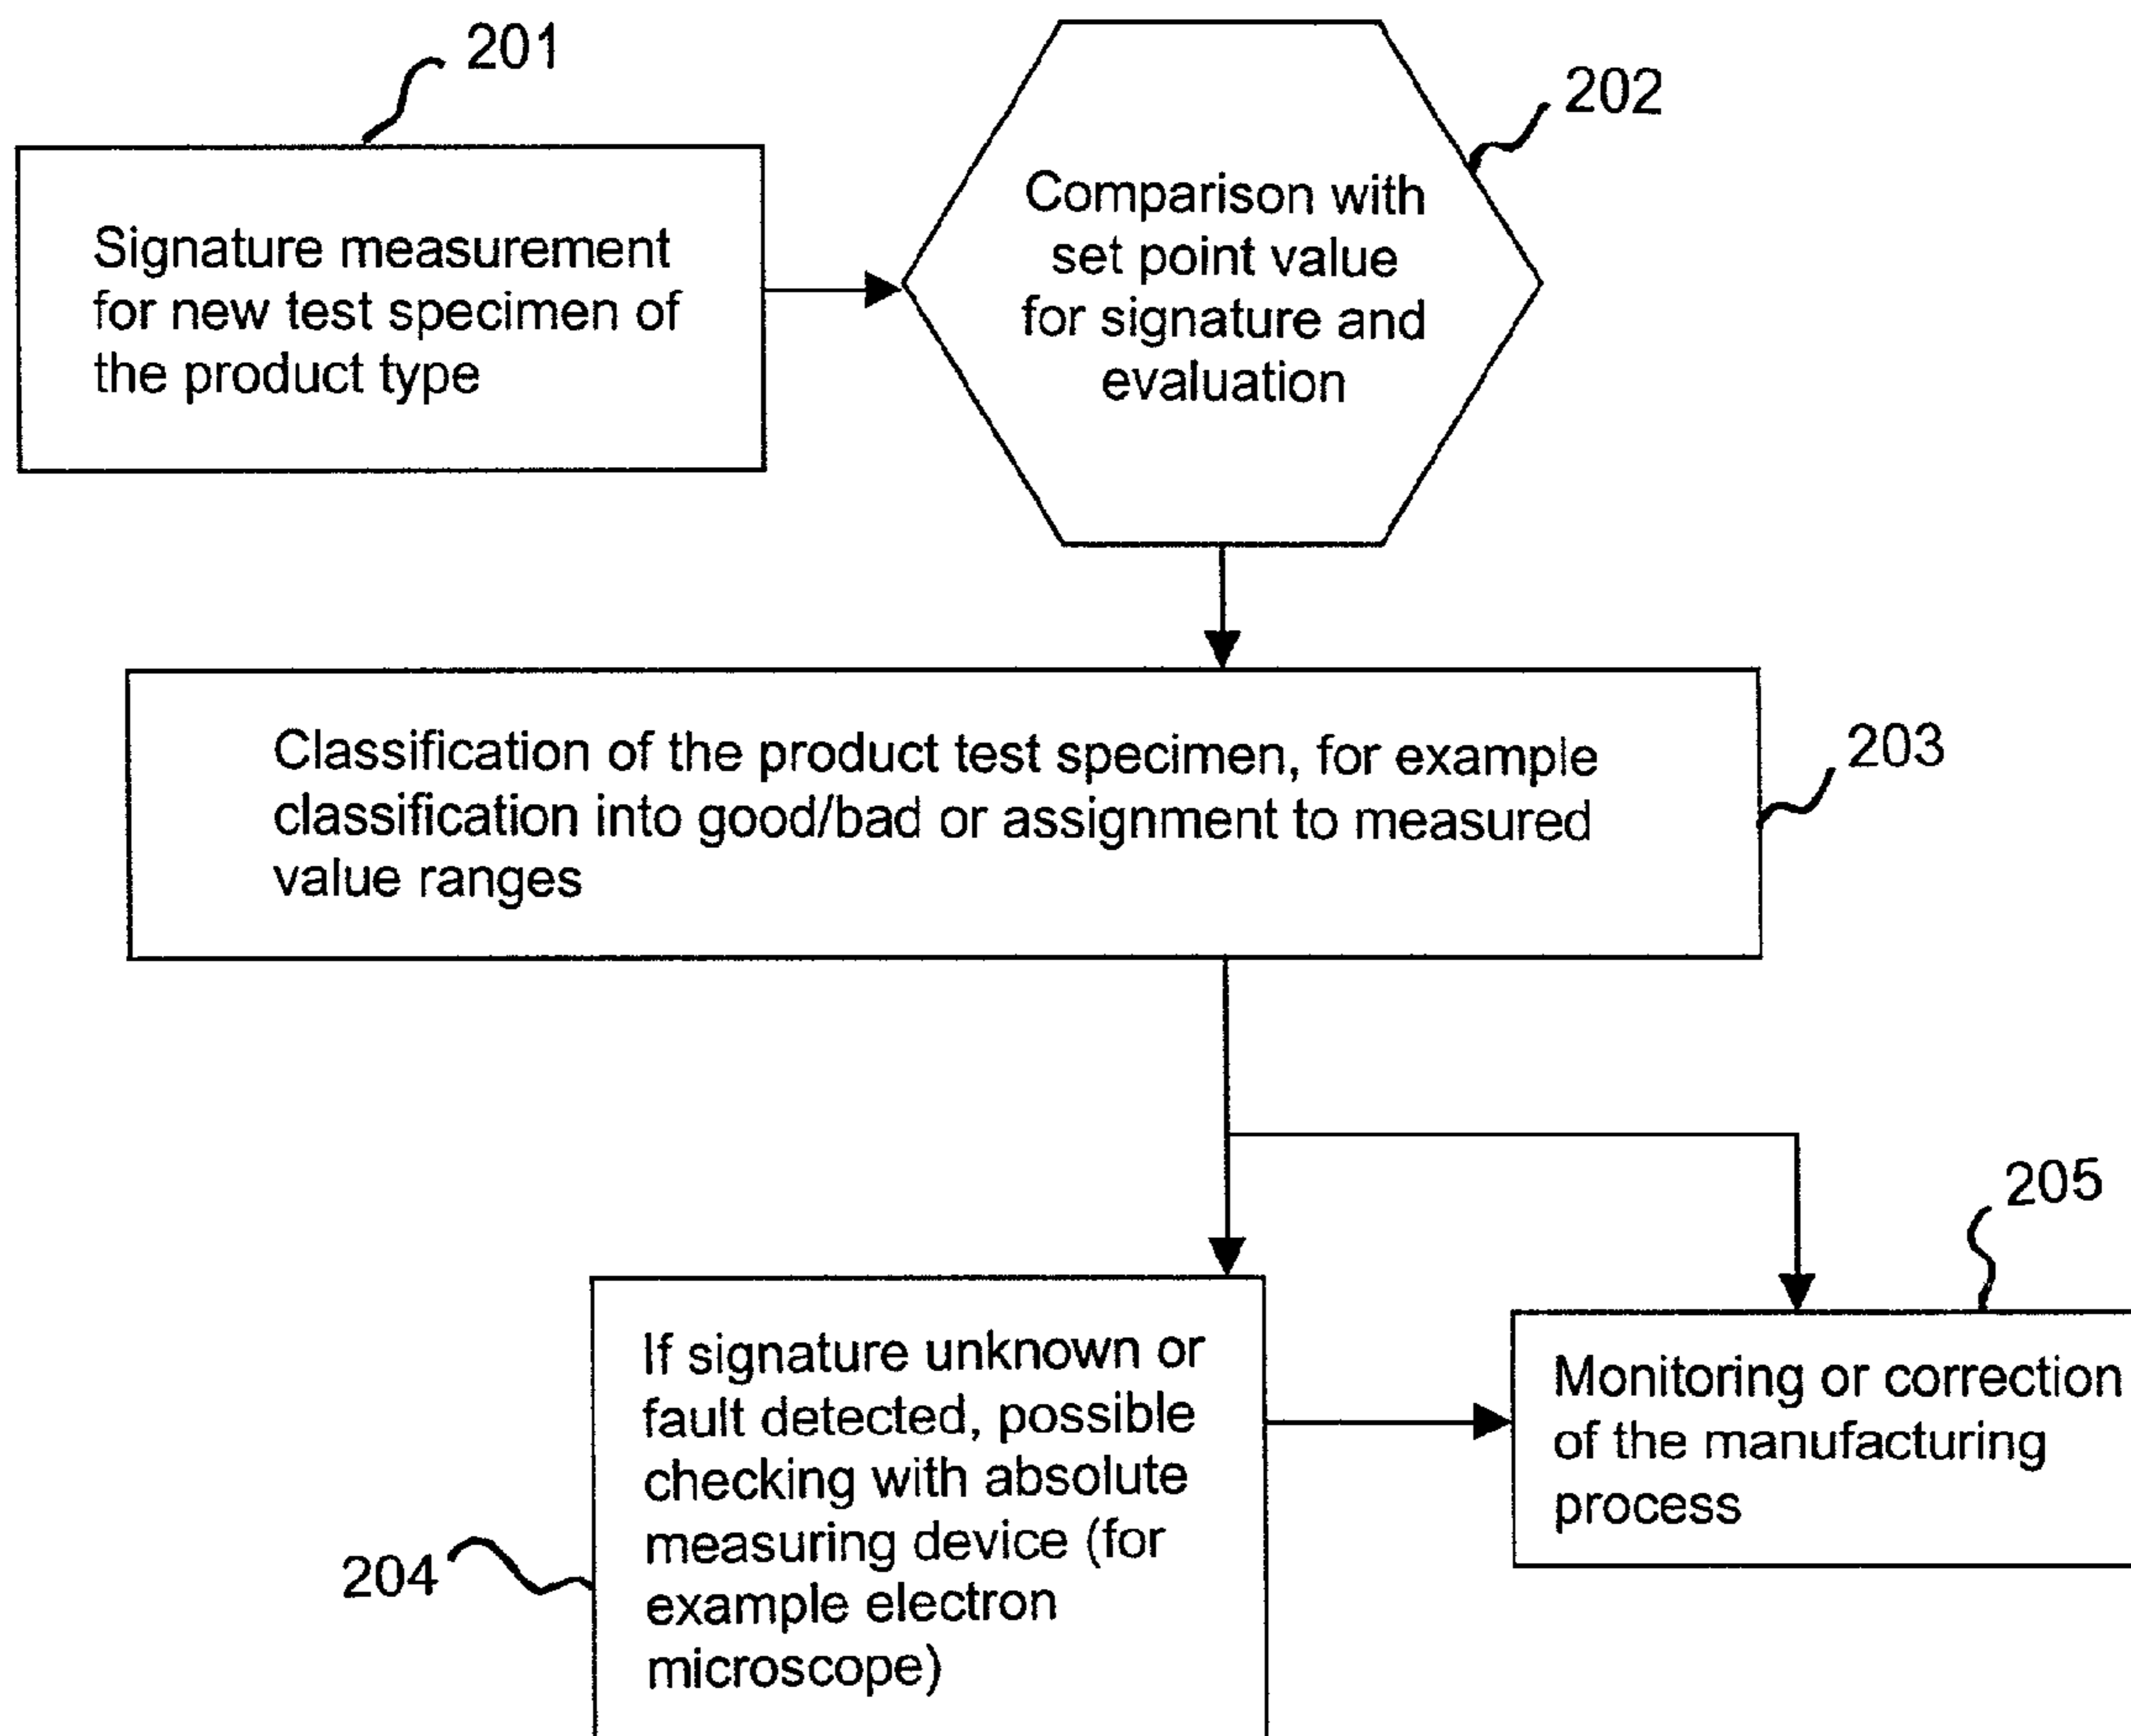 201
Signature measurement
for new test specimen of
the product type
202
Comparison with
set point value
for signature and
evaluation
203
Classification of the product test specimen, for example
classification into good/bad or assignment to measured
value ranges
204
If signature unknown or
fault detected, possible
checking with absolute
measuring device (for
example electron
microscope)
205
Monitoring or correction
of the manufacturing
process